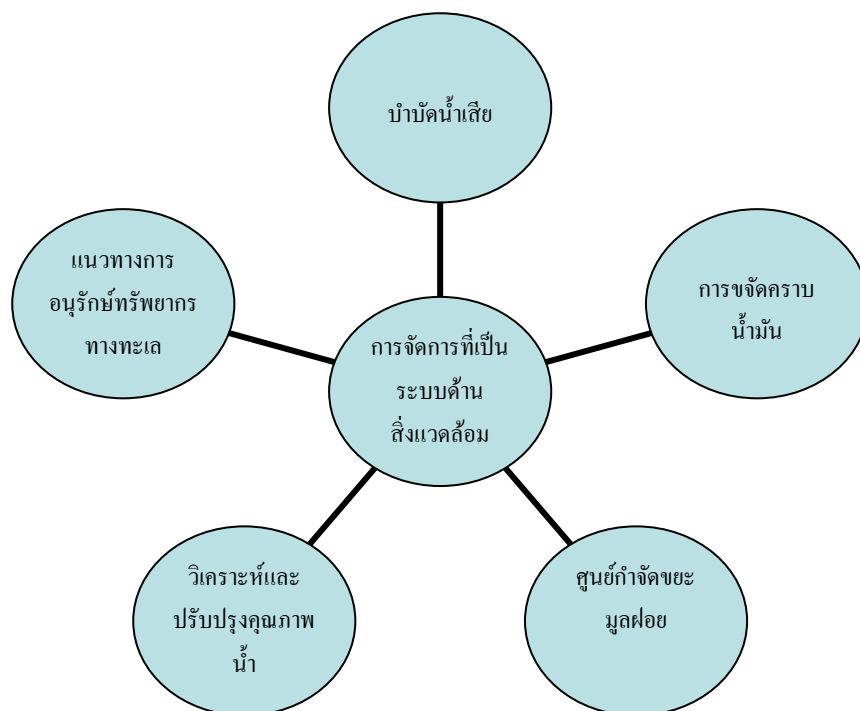 บำบัดน้ำเสีย
แนวทางการ
อนุรักษ์ทรัพยากร
ทางทะเล
การขจัดคราบ
น้ำมัน
การจัดการที่เป็น
ระบบด้าน
สิ่งแวดล้อม
วิเคราะห์และ
ปรับปรุงคุณภาพ
น้ำ
ศูนย์กำจัดขยะ
มูลฝอย